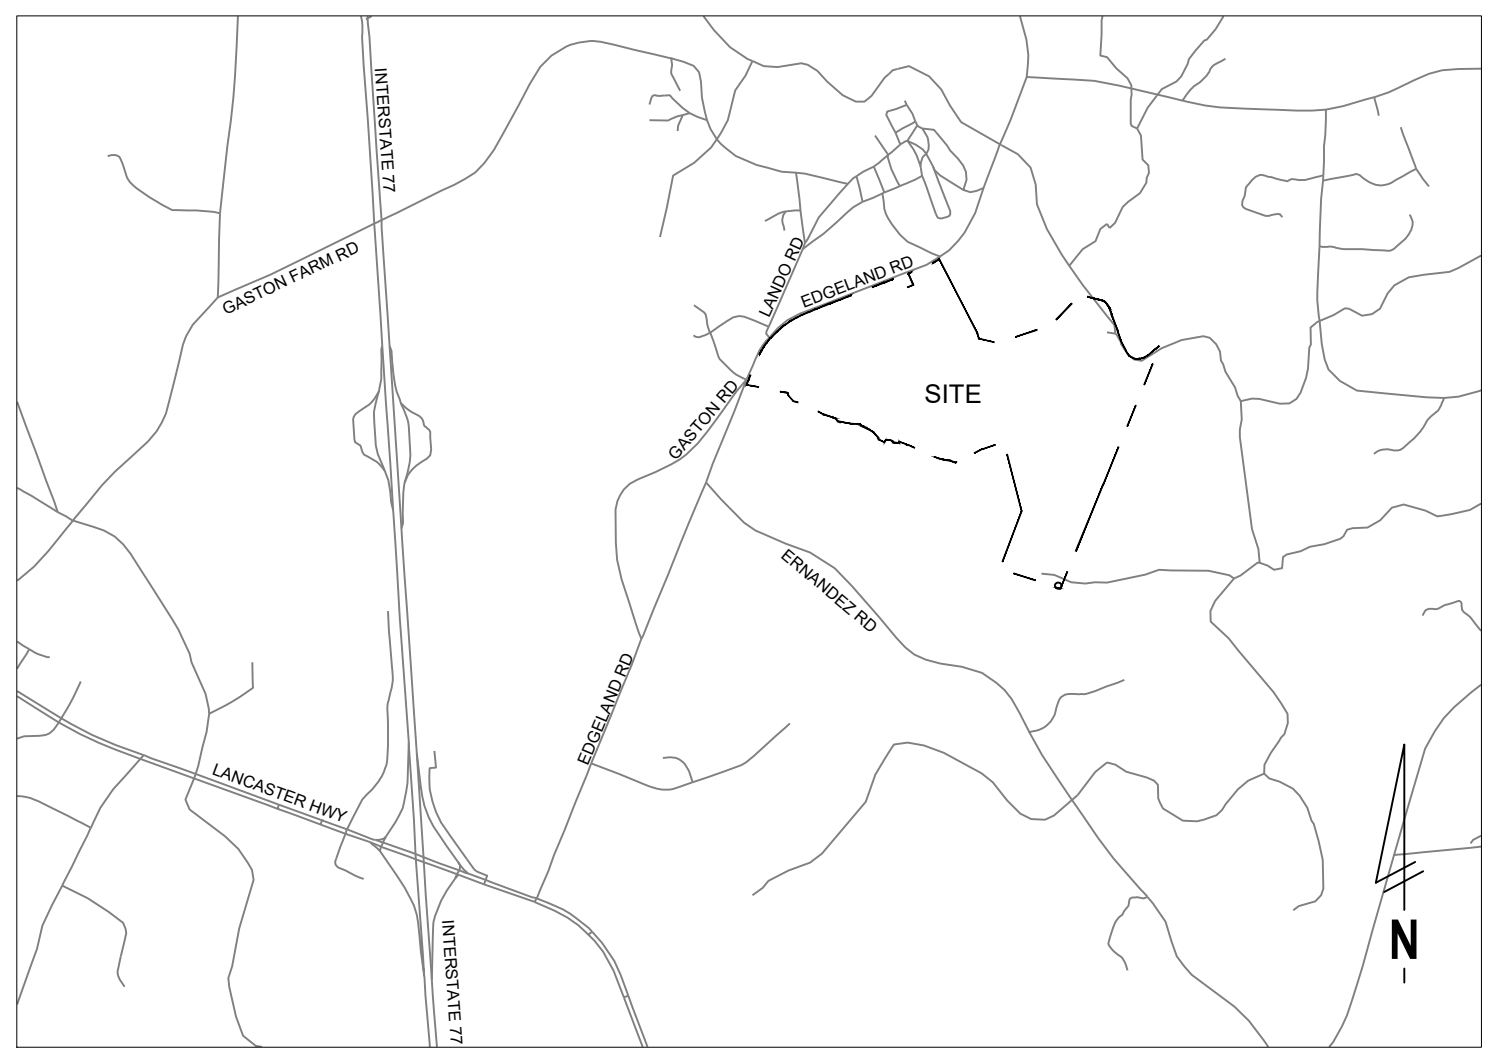 INTERSTATE 77
GASTON FARM RD
LANDO RD
EDGELAND RD
SITE
GASTON RD
ERNANDEZ RD
EDGELAND RD
LANCASTER HWY
INTERSTATE 77
N